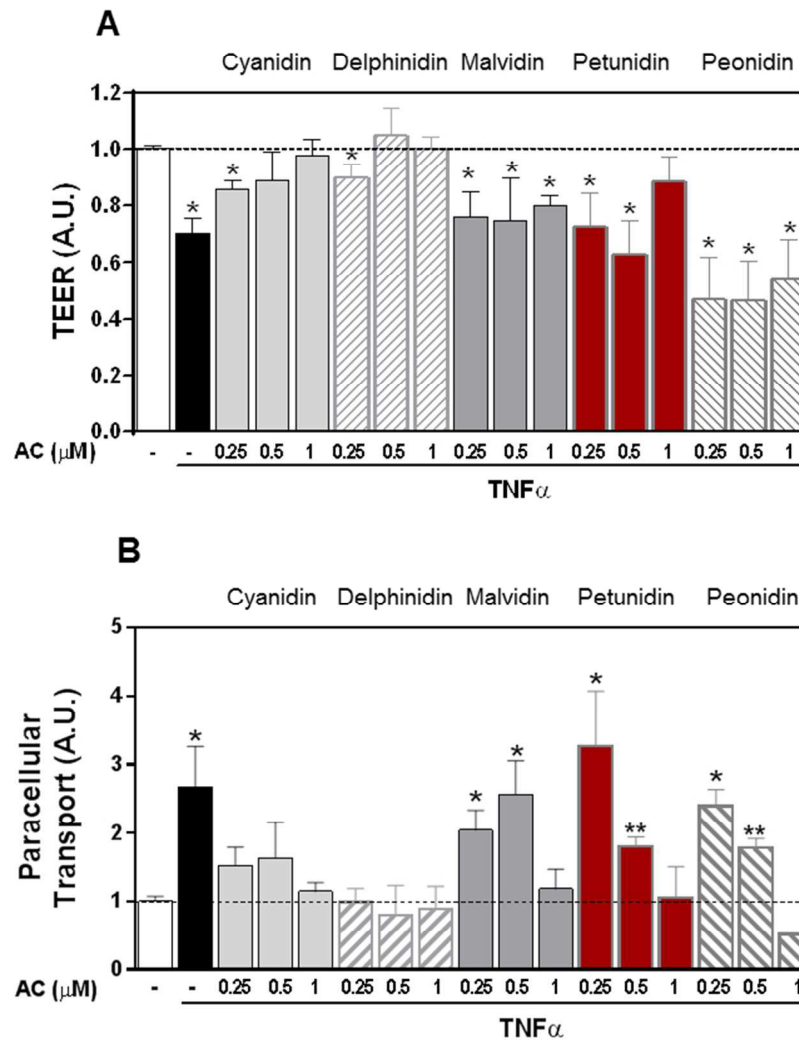 A
Cyanidin Delphinidin Malvidin Petunidin Peonidin
TEER (A.U.)
1.2
1.0
0.8
0.6
0.4
0.2
0.0
* * * * * * * * * * *
AC (μM) - - 0.25 0.5 1 0.25 0.5 1 0.25 0.5 1 0.25 0.5 1 0.25 0.5 1
TNFα
B
Cyanidin Delphinidin Malvidin Petunidin Peonidin
Paracellular
Transport (A.U.)
5
4
3
2
1
0
* * * * ** * **
AC (μM) - - 0.25 0.5 1 0.25 0.5 1 0.25 0.5 1 0.25 0.5 1 0.25 0.5 1
TNFα